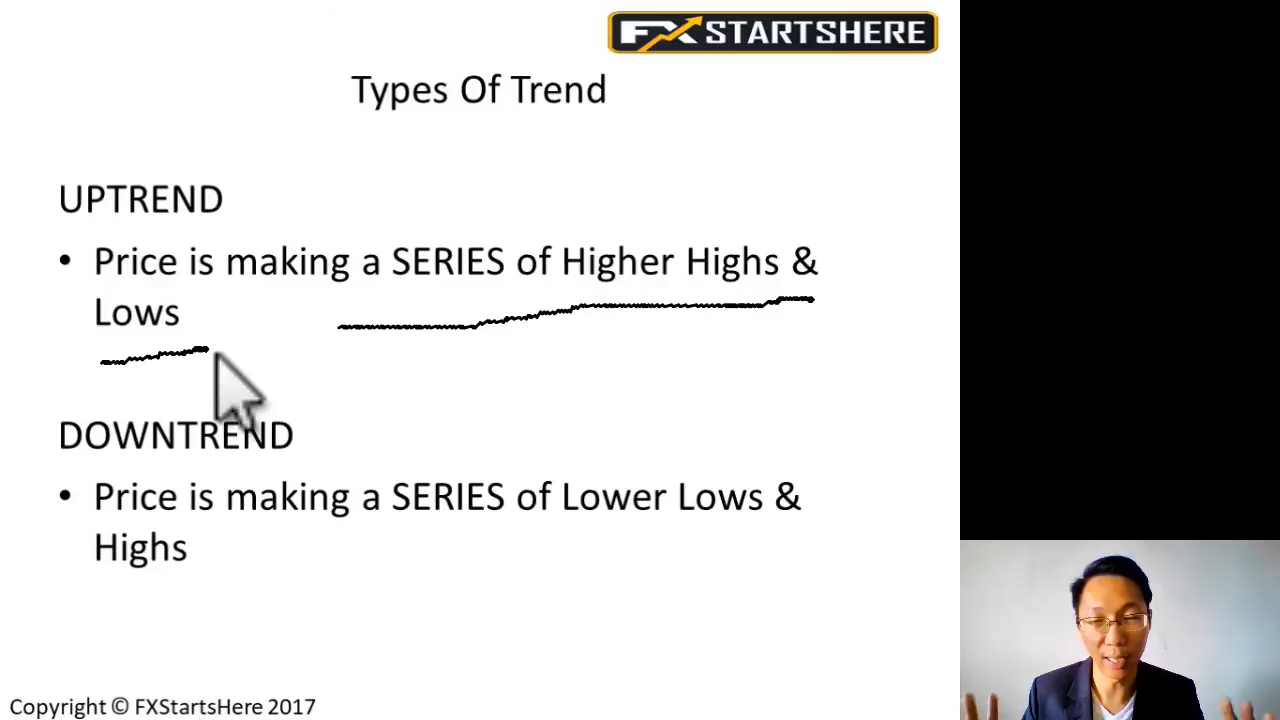 FXSTARTSHERE
Types Of Trend
UPTREND
• Price is making a SERIES of Higher Highs &
Lows
DOWNTREND
• Price is making a SERIES of Lower Lows &
Highs
Copyright © FXStartsHere 2017